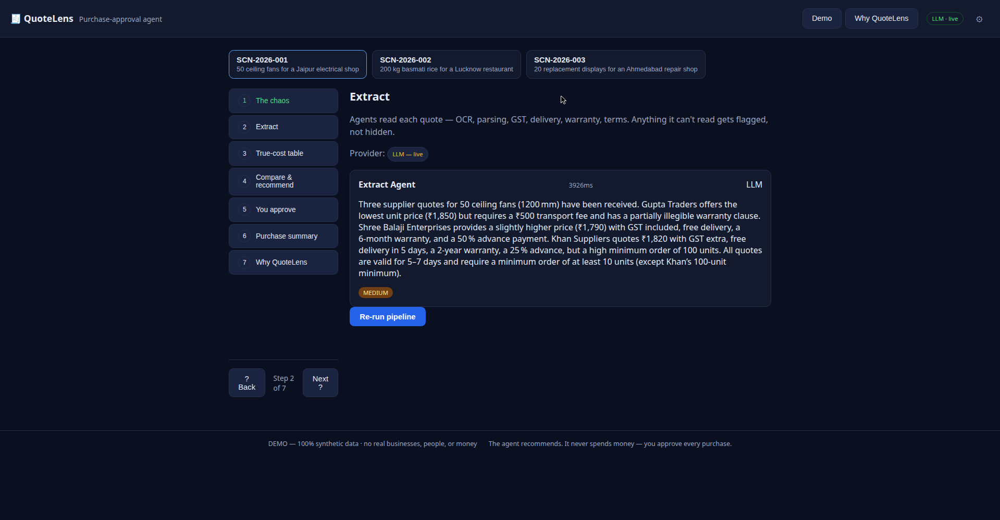 🧾 QuoteLens Purchase-approval agent
Demo
Why QuoteLens
LLM · live
⚙
SCN-2026-001
50 ceiling fans for a Jaipur electrical shop
SCN-2026-002
200 kg basmati rice for a Lucknow restaurant
SCN-2026-003
20 replacement displays for an Ahmedabad repair shop
1 The chaos
2 Extract
3 True-cost table
4 Compare &
recommend
5 You approve
6 Purchase summary
7 Why QuoteLens
? 
Back
Step 2
of 7
Next
?
Extract
Agents read each quote — OCR, parsing, GST, delivery, warranty, terms. Anything it can't read gets flagged,
not hidden.
Provider: LLM — live
Extract Agent 3926ms LLM
Three supplier quotes for 50 ceiling fans (1200 mm) have been received. Gupta Traders offers the
lowest unit price (₹1,850) but requires a ₹500 transport fee and has a partially illegible warranty clause.
Shree Balaji Enterprises provides a slightly higher price (₹1,790) with GST included, free delivery, a
6-month warranty, and a 50 % advance payment. Khan Suppliers quotes ₹1,820 with GST extra, free
delivery in 5 days, a 2-year warranty, a 25 % advance, but a high minimum order of 100 units. All quotes
are valid for 5–7 days and require a minimum order of at least 10 units (except Khan’s 100-unit
minimum).
MEDIUM
Re-run pipeline
DEMO — 100% synthetic data · no real businesses, people, or money The agent recommends. It never spends money — you approve every purchase.